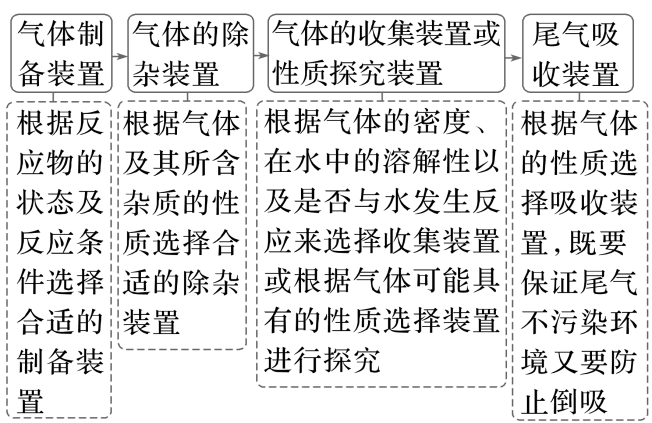 气体制
备装置
气体的除
杂装置
气体的收集装置或
性质探究装置
尾气吸
收装置
根据反
应物的
状态及
反应条
件选择
合适的
制备装
置
根据气体
及其所含
杂质的性
质选择合
适的除杂
装置
根据气体的密度、
在水中的溶解性以
及是否与水发生反
应来选择收集装置
或根据气体可能具
有的性质选择装置
进行探究
根据气体
的性质选
择吸收装
置,既要
保证尾气
不污染环
境又要防
止倒吸